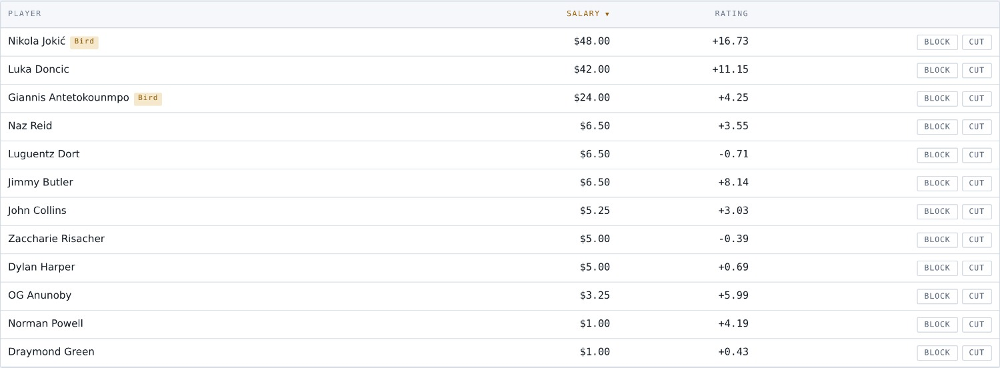 PLAYER SALARY ▼ RATING
Nikola Jokić Bird $48.00 +16.73 BLOCK CUT
Luka Doncic $42.00 +11.15 BLOCK CUT
Giannis Antetokounmpo Bird $24.00 +4.25 BLOCK CUT
Naz Reid $6.50 +3.55 BLOCK CUT
Luguentz Dort $6.50 -0.71 BLOCK CUT
Jimmy Butler $6.50 +8.14 BLOCK CUT
John Collins $5.25 +3.03 BLOCK CUT
Zaccharie Risacher $5.00 -0.39 BLOCK CUT
Dylan Harper $5.00 +0.69 BLOCK CUT
OG Anunoby $3.25 +5.99 BLOCK CUT
Norman Powell $1.00 +4.19 BLOCK CUT
Draymond Green $1.00 +0.43 BLOCK CUT